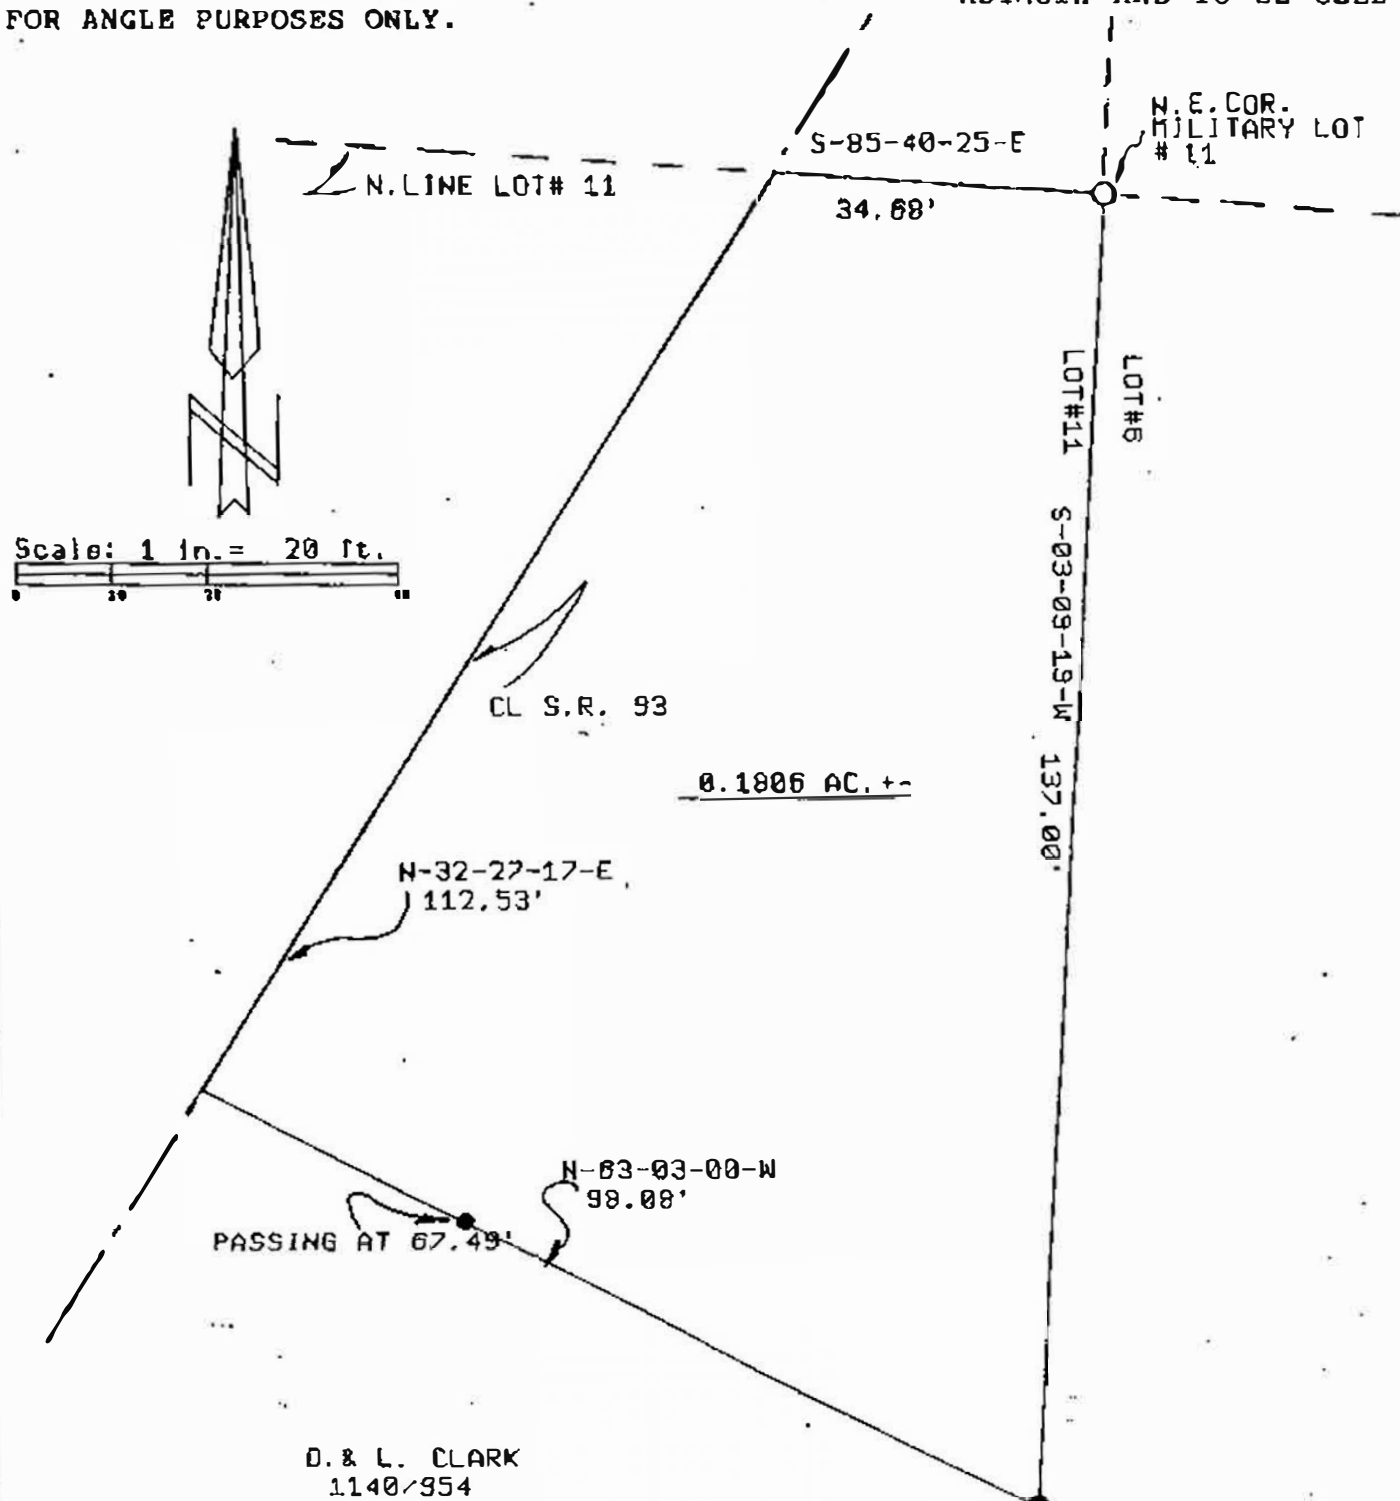 FOR ANGLE PURPOSES ONLY.
N.E.COR.
MILITARY LOT
# 11
S-85-40-25-E
34.68'
N.LINE LOT# 11
LOT#6
LOT#11 S-03-09-19-W 137.00'
Scale: 1 in.= 20 ft.
0
CL S.R. 93
0.1806 AC.+-
N-32-27-17-E
112.53'
N-63-03-00-W
98.08'
PASSING AT 67.49'
D.& L. CLARK
1140/954